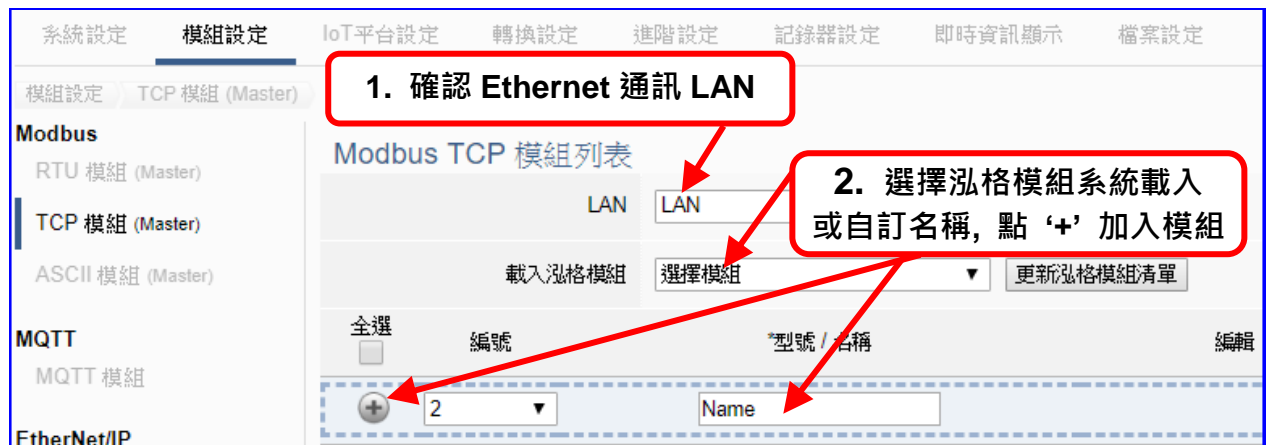 系統設定 模組設定 IoT平台設定 轉換設定 進階設定 記錄器設定 即時資訊顯示 檔案設定
模組設定 TCP 模組 (Master)
1. 確認 Ethernet 通訊 LAN
Modbus
RTU 模組 (Master)
TCP 模組 (Master)
ASCII 模組 (Master)
MQTT
MQTT 模組
EtherNet/IP
Modbus TCP 模組列表
LAN LAN
2. 選擇泓格模組系統載入
或自訂名稱, 點 ‘+’ 加入模組
載入泓格模組 選擇模組 ▼ 更新泓格模組清單
全選 編號 *型號 / 名稱 編輯
2 ▼ Name